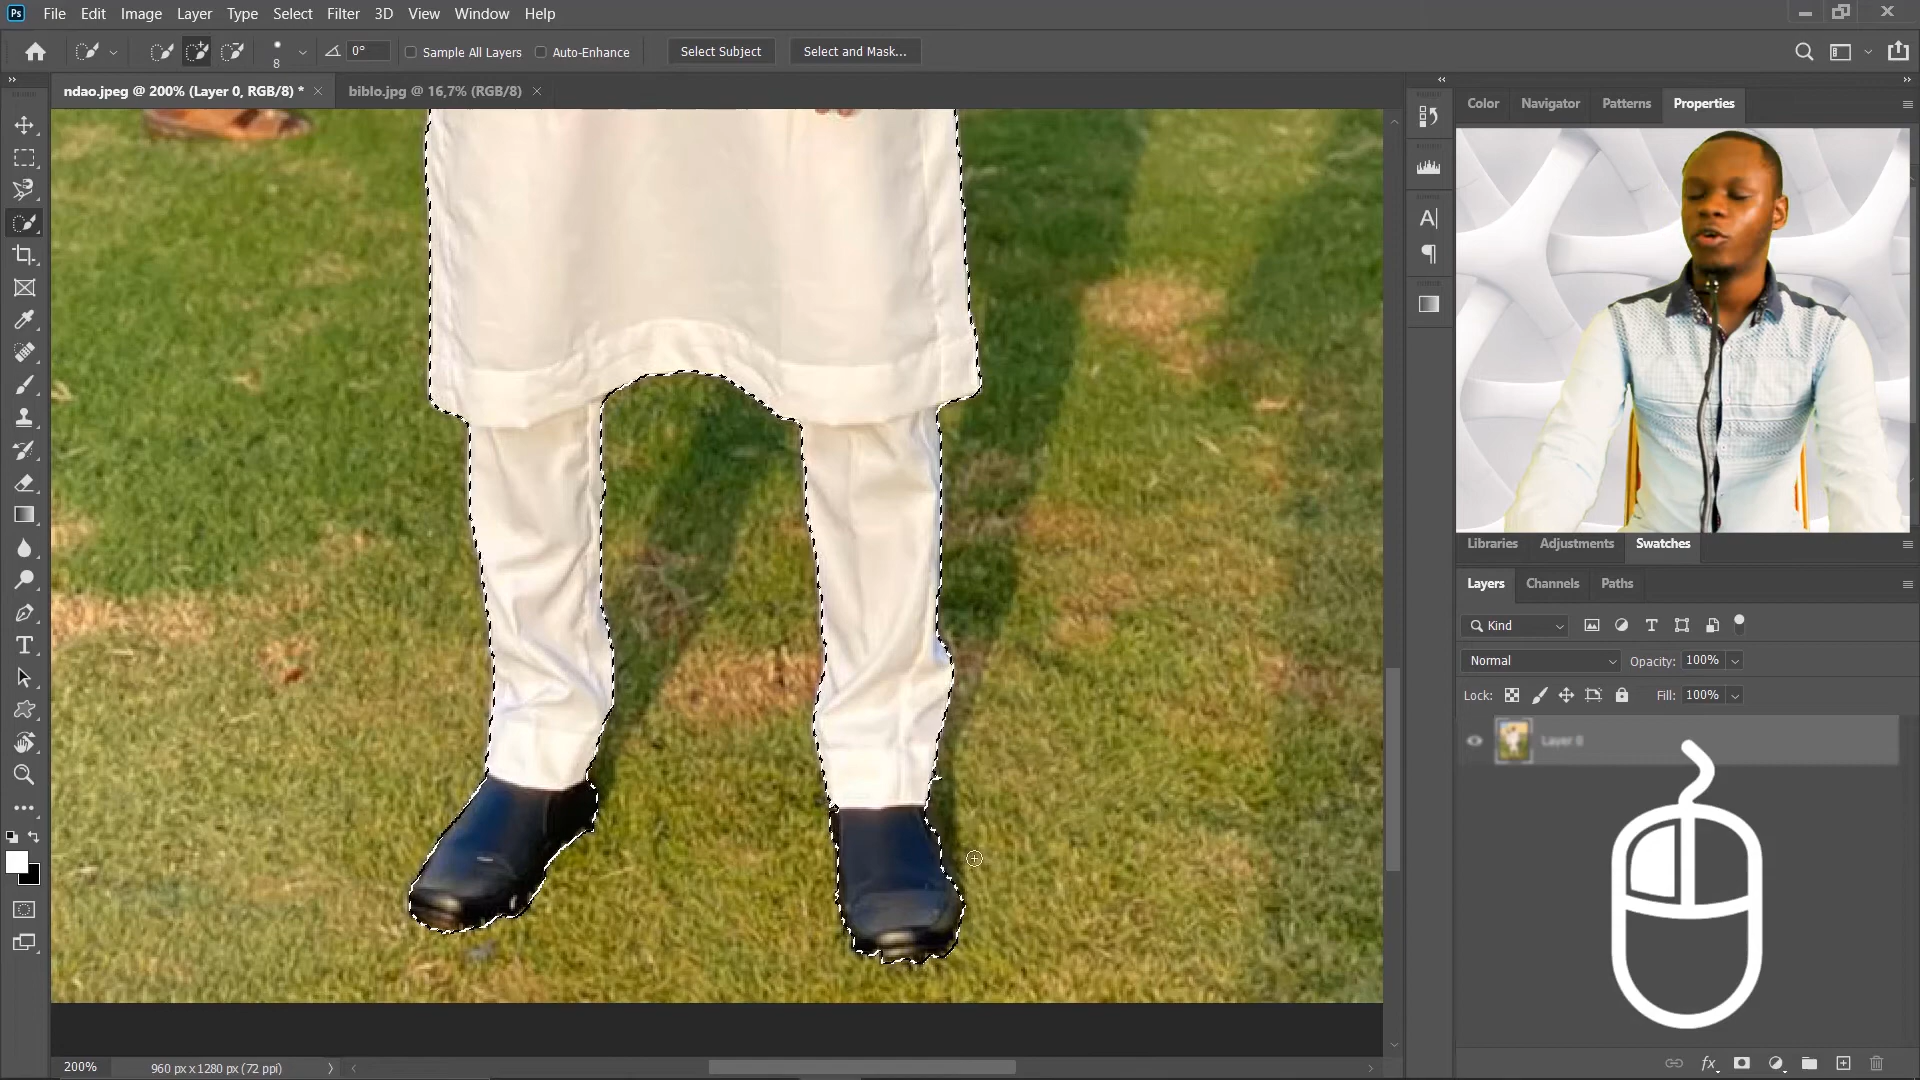 Ps File Edit Image Layer Type Select Filter 3D View Window Help
8 0° Sample All Layers Auto-Enhance Select Subject Select and Mask...
ndao.jpeg @ 200% (Layer 0, RGB/8) * biblo.jpg @ 16,7% (RGB/8)
Color Navigator Patterns Properties
Libraries Adjustments Swatches
Layers Channels Paths
Kind
Normal Opacity: 100%
Lock: Fill: 100%
Layer 0
200% 960 px x 1280 px (72 ppi)
fx